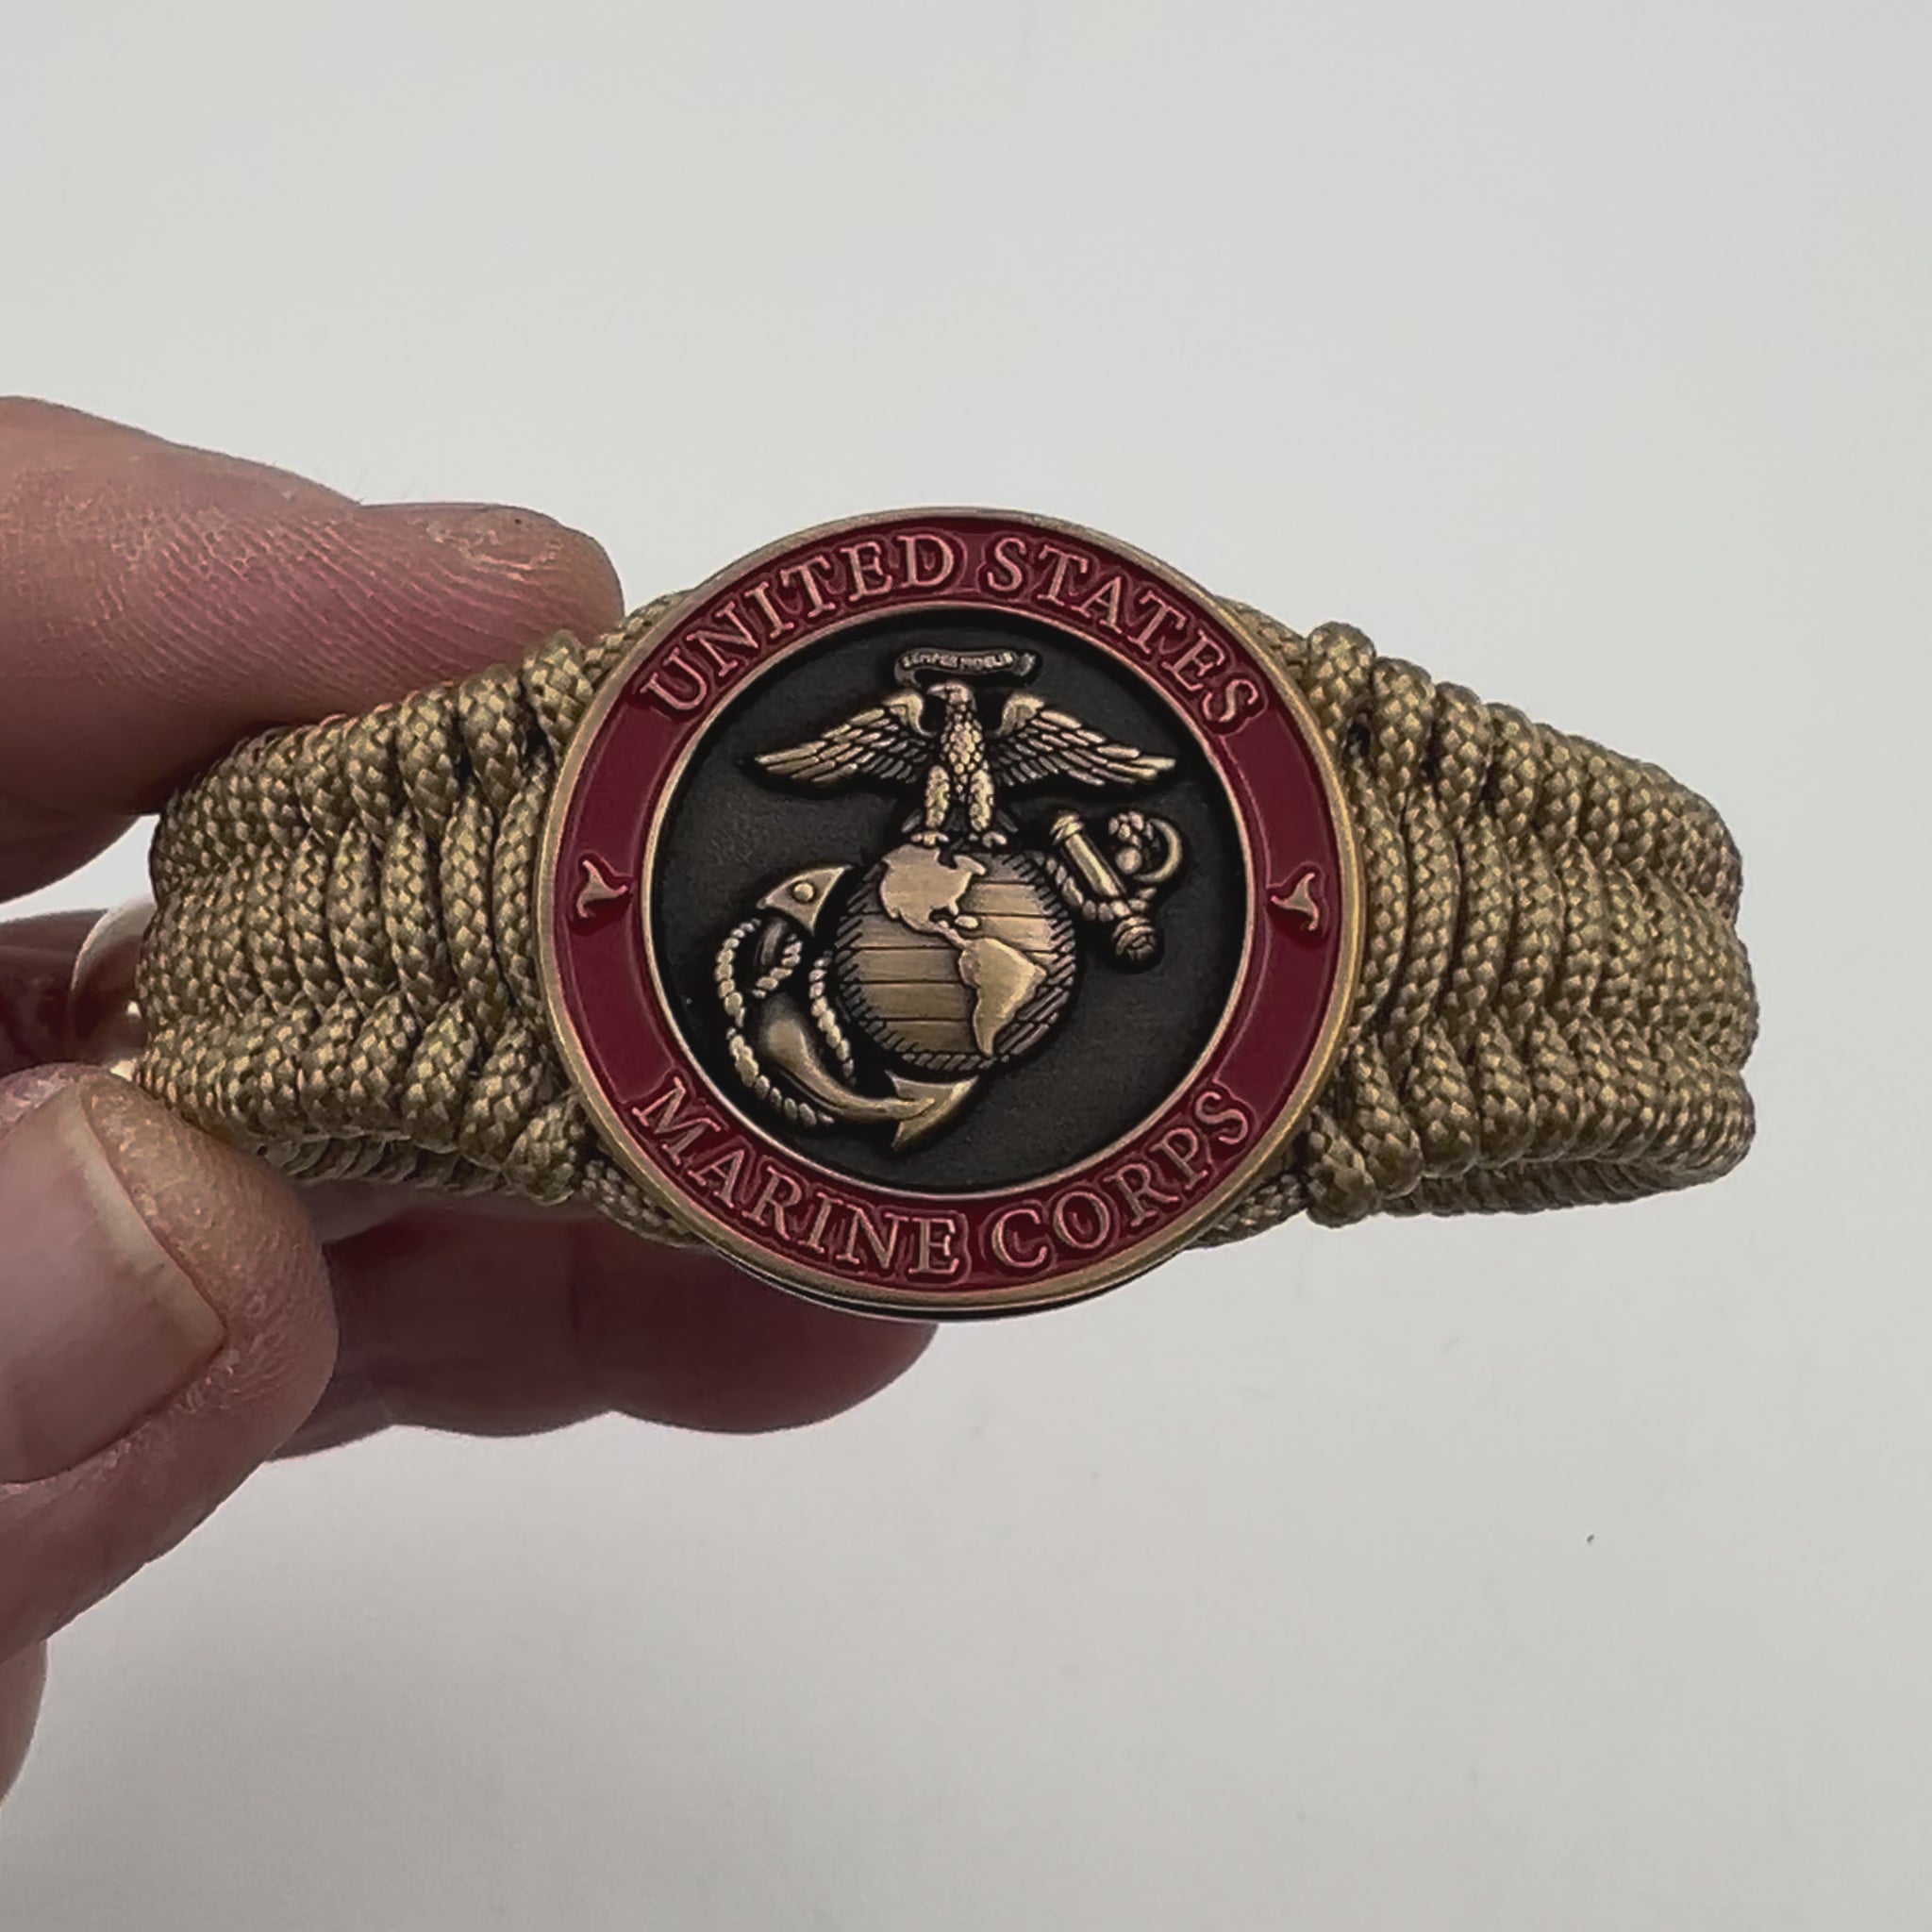 UNITED STATES
SEMPER FIDELIS
MARINE CORPS